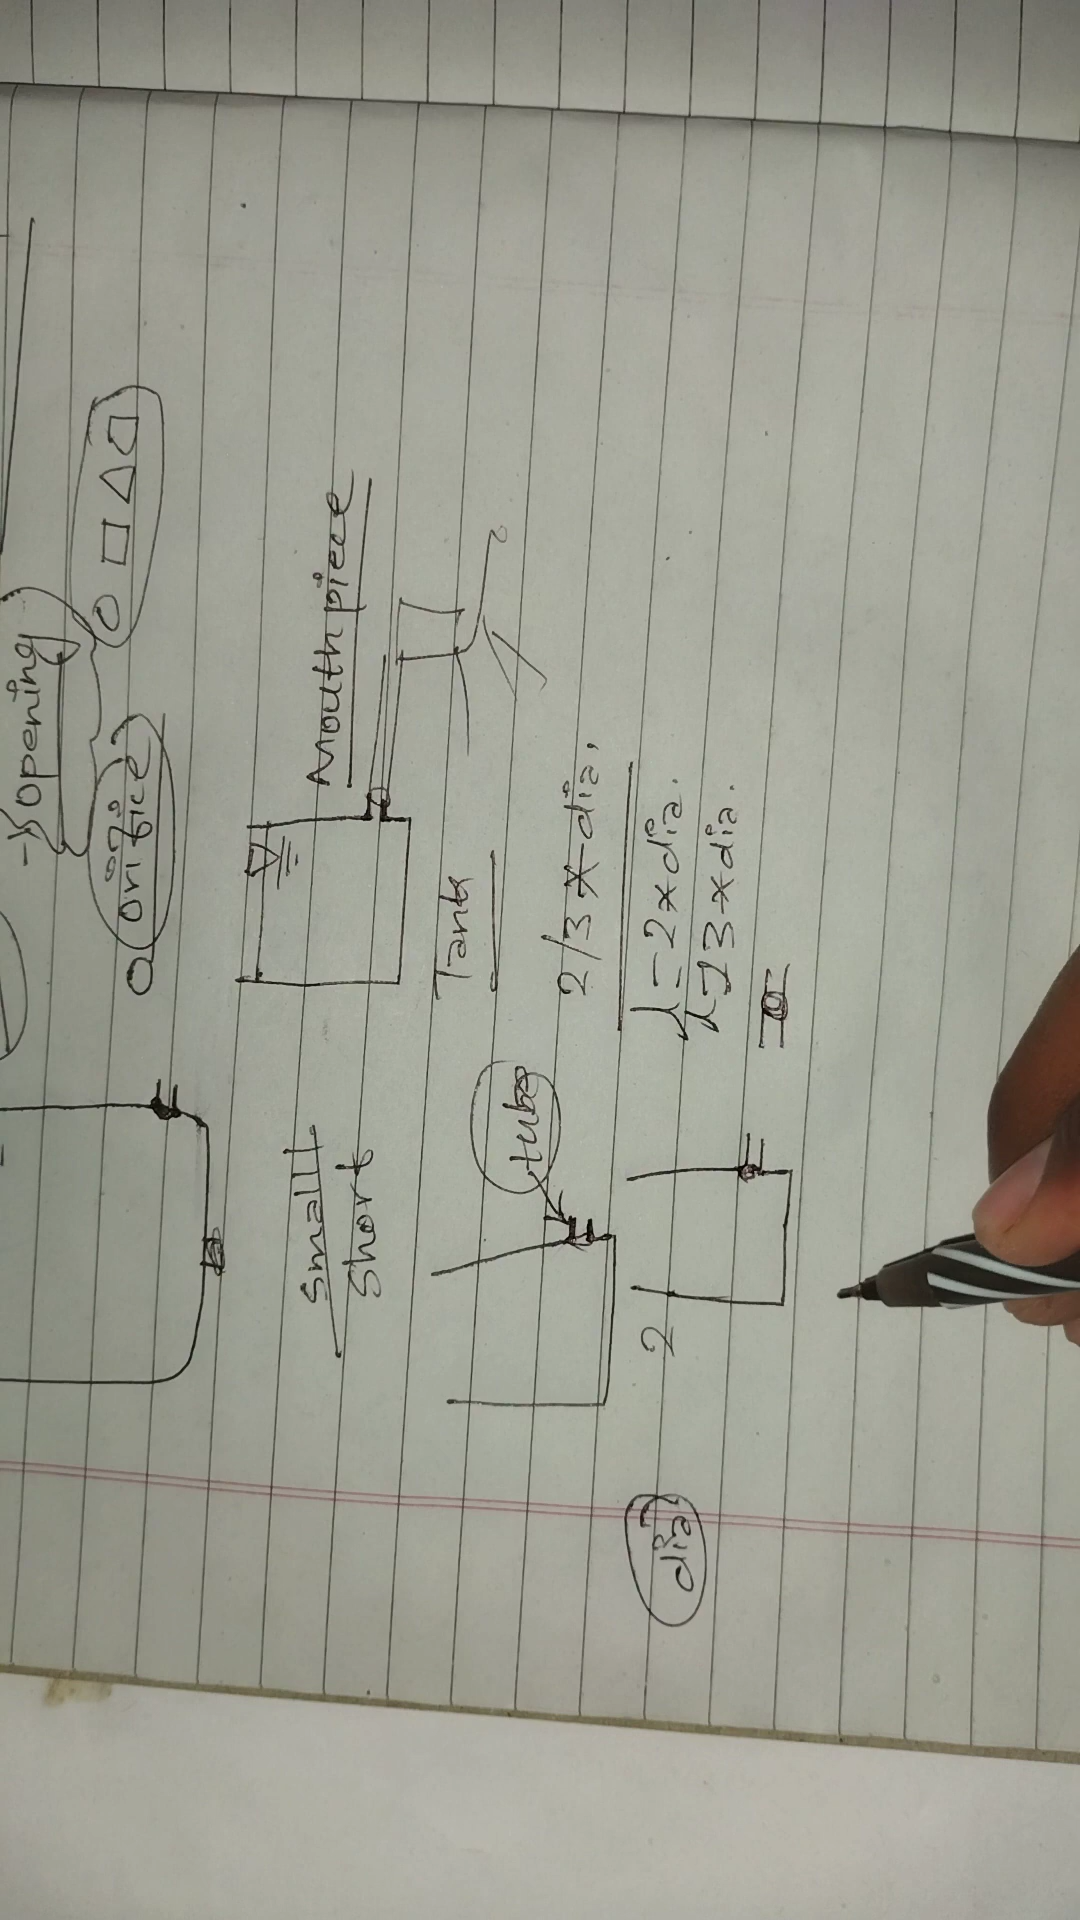 opening
orifice
Mouth piece
Small
Short
Tank
tube
2/3 * dia.
2
l = 2 * dia.
l = 3 * dia.
dia.